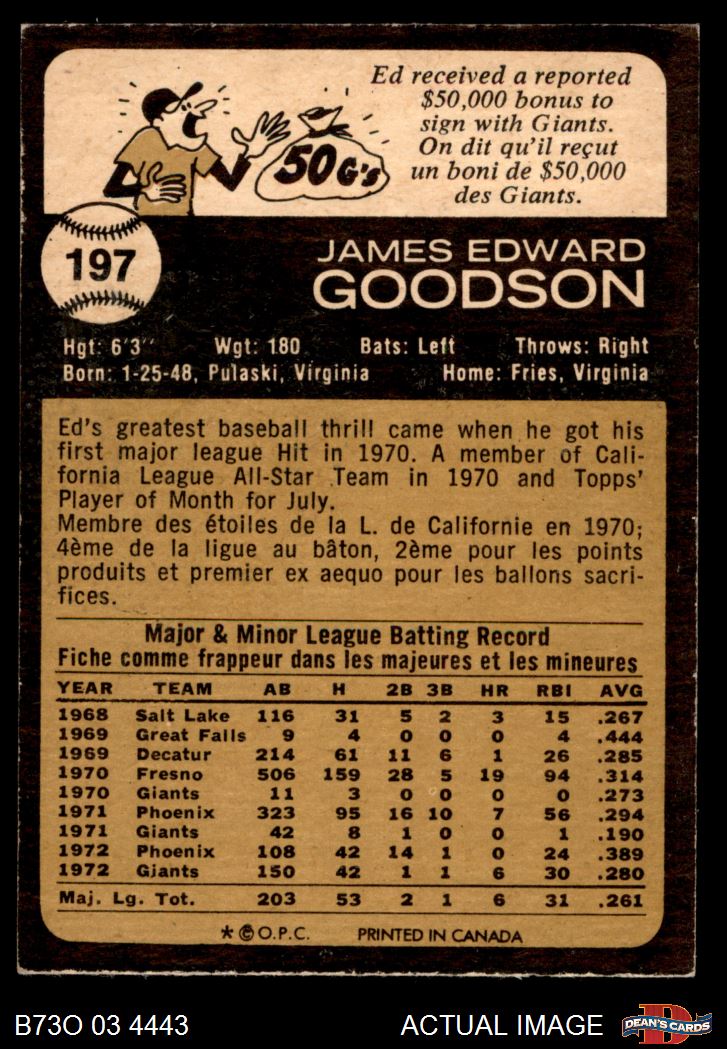 Ed received a reported
$50,000 bonus to
sign with Giants.
On dit qu'il reçut
un boni de $50,000
des Giants.
50 G's
197
JAMES EDWARD
GOODSON
Hgt: 6'3" Wgt: 180 Bats: Left Throws: Right
Born: 1-25-48, Pulaski, Virginia Home: Fries, Virginia
Ed's greatest baseball thrill came when he got his
first major league Hit in 1970. A member of Cali-
fornia League All-Star Team in 1970 and Topps'
Player of Month for July.
Membre des étoiles de la L. de Californie en 1970;
4ème de la ligue au bâton, 2ème pour les points
produits et premier ex aequo pour les ballons sacri-
fices.
Major & Minor League Batting Record
Fiche comme frappeur dans les majeures et les mineures
YEAR TEAM AB H 2B 3B HR RBI AVG
1968 Salt Lake 116 31 5 2 3 15 .267
1969 Great Falls 9 4 0 0 0 4 .444
1969 Decatur 214 61 11 6 1 26 .285
1970 Fresno 506 159 28 5 19 94 .314
1970 Giants 11 3 0 0 0 0 .273
1971 Phoenix 323 95 16 10 7 56 .294
1971 Giants 42 8 1 0 0 1 .190
1972 Phoenix 108 42 14 1 0 24 .389
1972 Giants 150 42 1 1 6 30 .280
Maj. Lg. Tot. 203 53 2 1 6 31 .261
* © O.P.C. PRINTED IN CANADA
B73O 03 4443 ACTUAL IMAGE DEAN'S CARDS